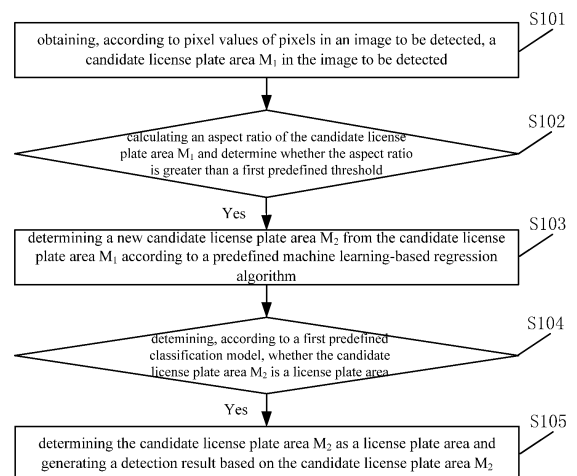 S101
obtaining, according to pixel values of pixels in an image to be detected, a
candidate license plate area M₁ in the image to be detected
S102
calculating an aspect ratio of the candidate license
plate area M₁ and determine whether the aspect ratio
is greater than a first predefined threshold
Yes
S103
determining a new candidate license plate area M₂ from the candidate license
plate area M₁ according to a predefined machine learning-based regression
algorithm
S104
detemining, according to a first predefined
classification model, whether the candidate
license plate area M₂ is a license plate area
Yes
S105
determining the candidate license plate area M₂ as a license plate area and
generating a detection result based on the candidate license plate area M₂